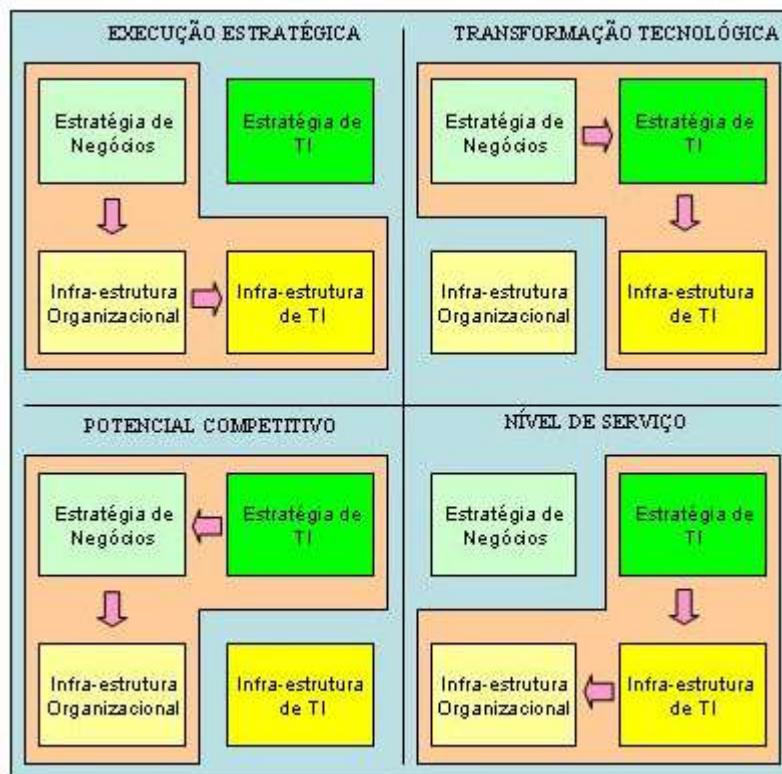 EXECUÇÃO ESTRATÉGICA
Estratégia de
Negócios
Estratégia de
TI
Infra-estrutura
Organizacional
Infra-estrutura
de TI
TRANSFORMAÇÃO TECNOLÓGICA
Estratégia de
Negócios
Estratégia de
TI
Infra-estrutura
Organizacional
Infra-estrutura
de TI
POTENCIAL COMPETITIVO
Estratégia de
Negócios
Estratégia de
TI
Infra-estrutura
Organizacional
Infra-estrutura
de TI
NÍVEL DE SERVIÇO
Estratégia de
Negócios
Estratégia de
TI
Infra-estrutura
Organizacional
Infra-estrutura
de TI